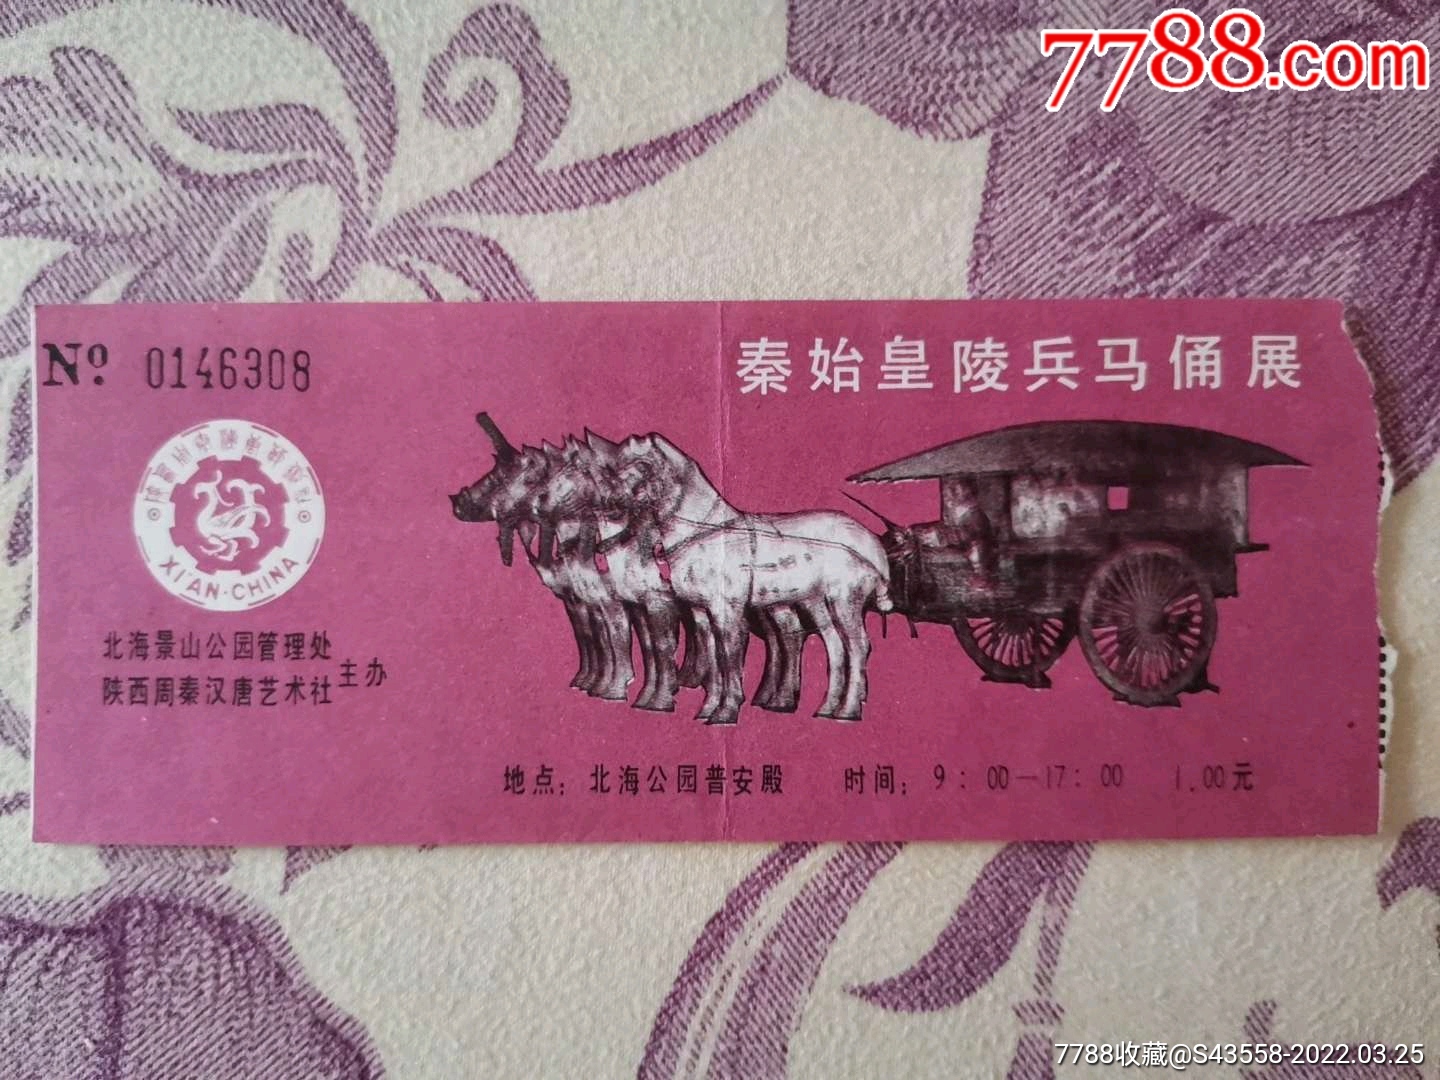 7788.com
秦始皇陵兵马俑展
Nº 0146308
XI'AN·CHINA
北海景山公园管理处
陕西周秦汉唐艺术社
主办
地点：北海公园普安殿 时间：9：00—17：00 1.00元
7788收藏@S43558-2022.03.25